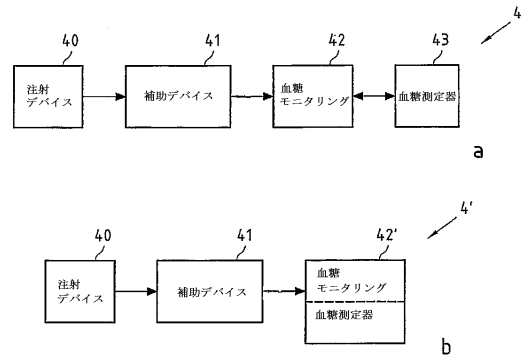 40
41
42
43
4
注射
デバイス
補助デバイス
血糖
モニタリング
血糖測定器
a
40
41
42'
4'
注射
デバイス
補助デバイス
血糖
モニタリング
血糖測定器
b